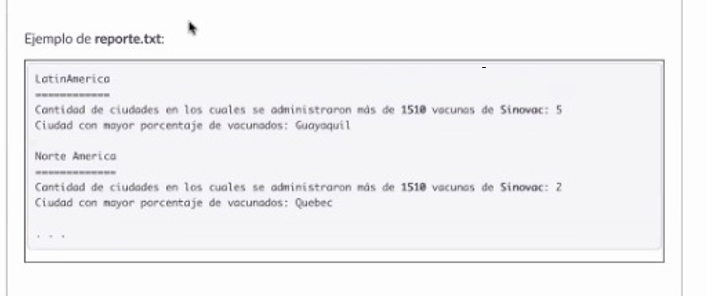 Ejemplo de reporte.txt:
LatinAmerica
============
Cantidad de ciudades en los cuales se administraron más de 1510 vacunas de Sinovac: 5
Ciudad con mayor porcentaje de vacunados: Guayaquil
Norte America
=============
Cantidad de ciudades en los cuales se administraron más de 1510 vacunas de Sinovac: 2
Ciudad con mayor porcentaje de vacunados: Quebec
. . .